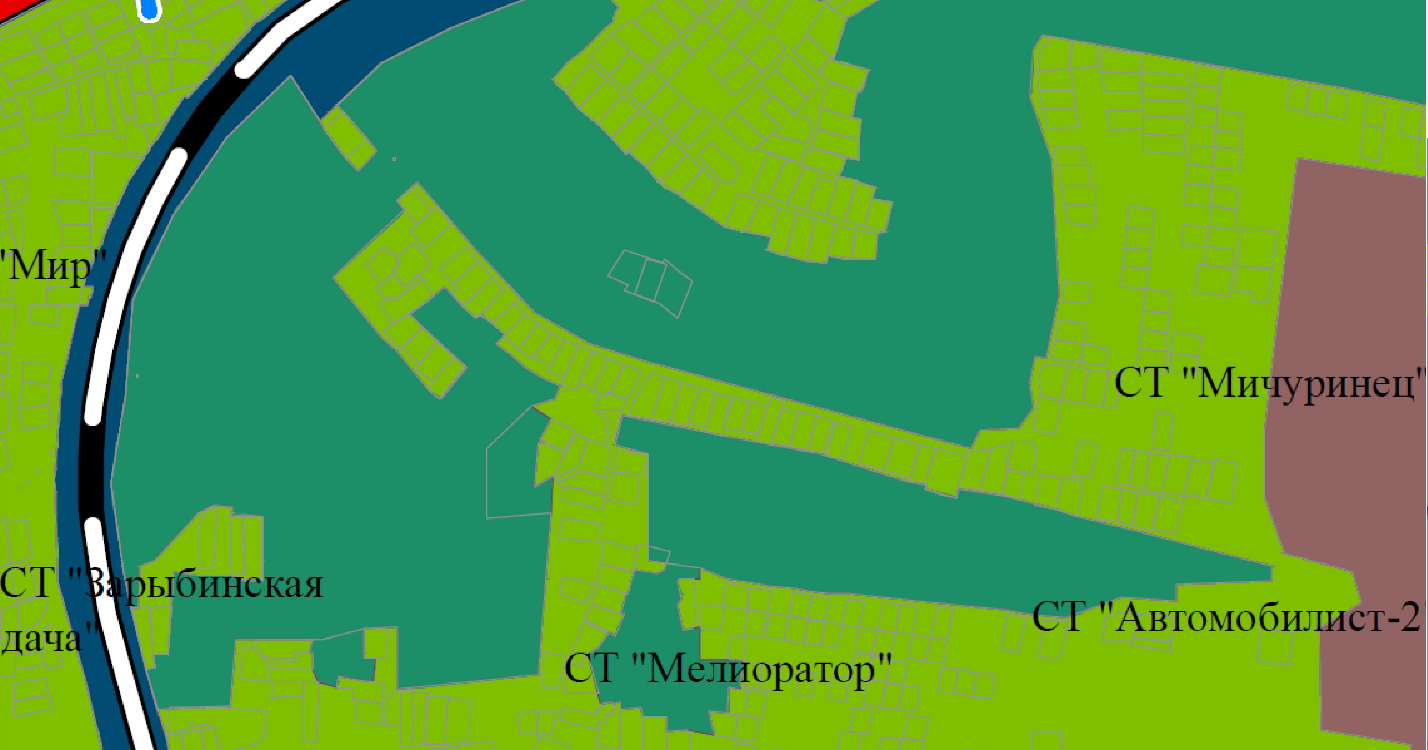 "Мир"
СТ "Мичуринец"
СТ "Зарыбинская
дача"
СТ "Автомобилист-2
СТ "Мелиоратор"